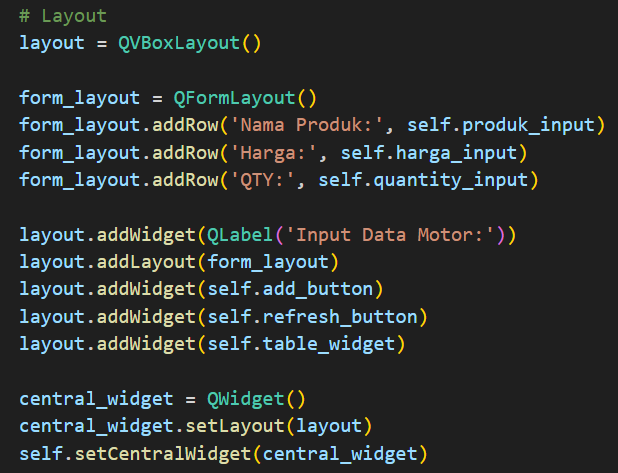 # Layout
layout = QVBoxLayout()
form_layout = QFormLayout()
form_layout.addRow('Nama Produk:', self.produk_input)
form_layout.addRow('Harga:', self.harga_input)
form_layout.addRow('QTY:', self.quantity_input)
layout.addWidget(QLabel('Input Data Motor:'))
layout.addLayout(form_layout)
layout.addWidget(self.add_button)
layout.addWidget(self.refresh_button)
layout.addWidget(self.table_widget)
central_widget = QWidget()
central_widget.setLayout(layout)
self.setCentralWidget(central_widget)